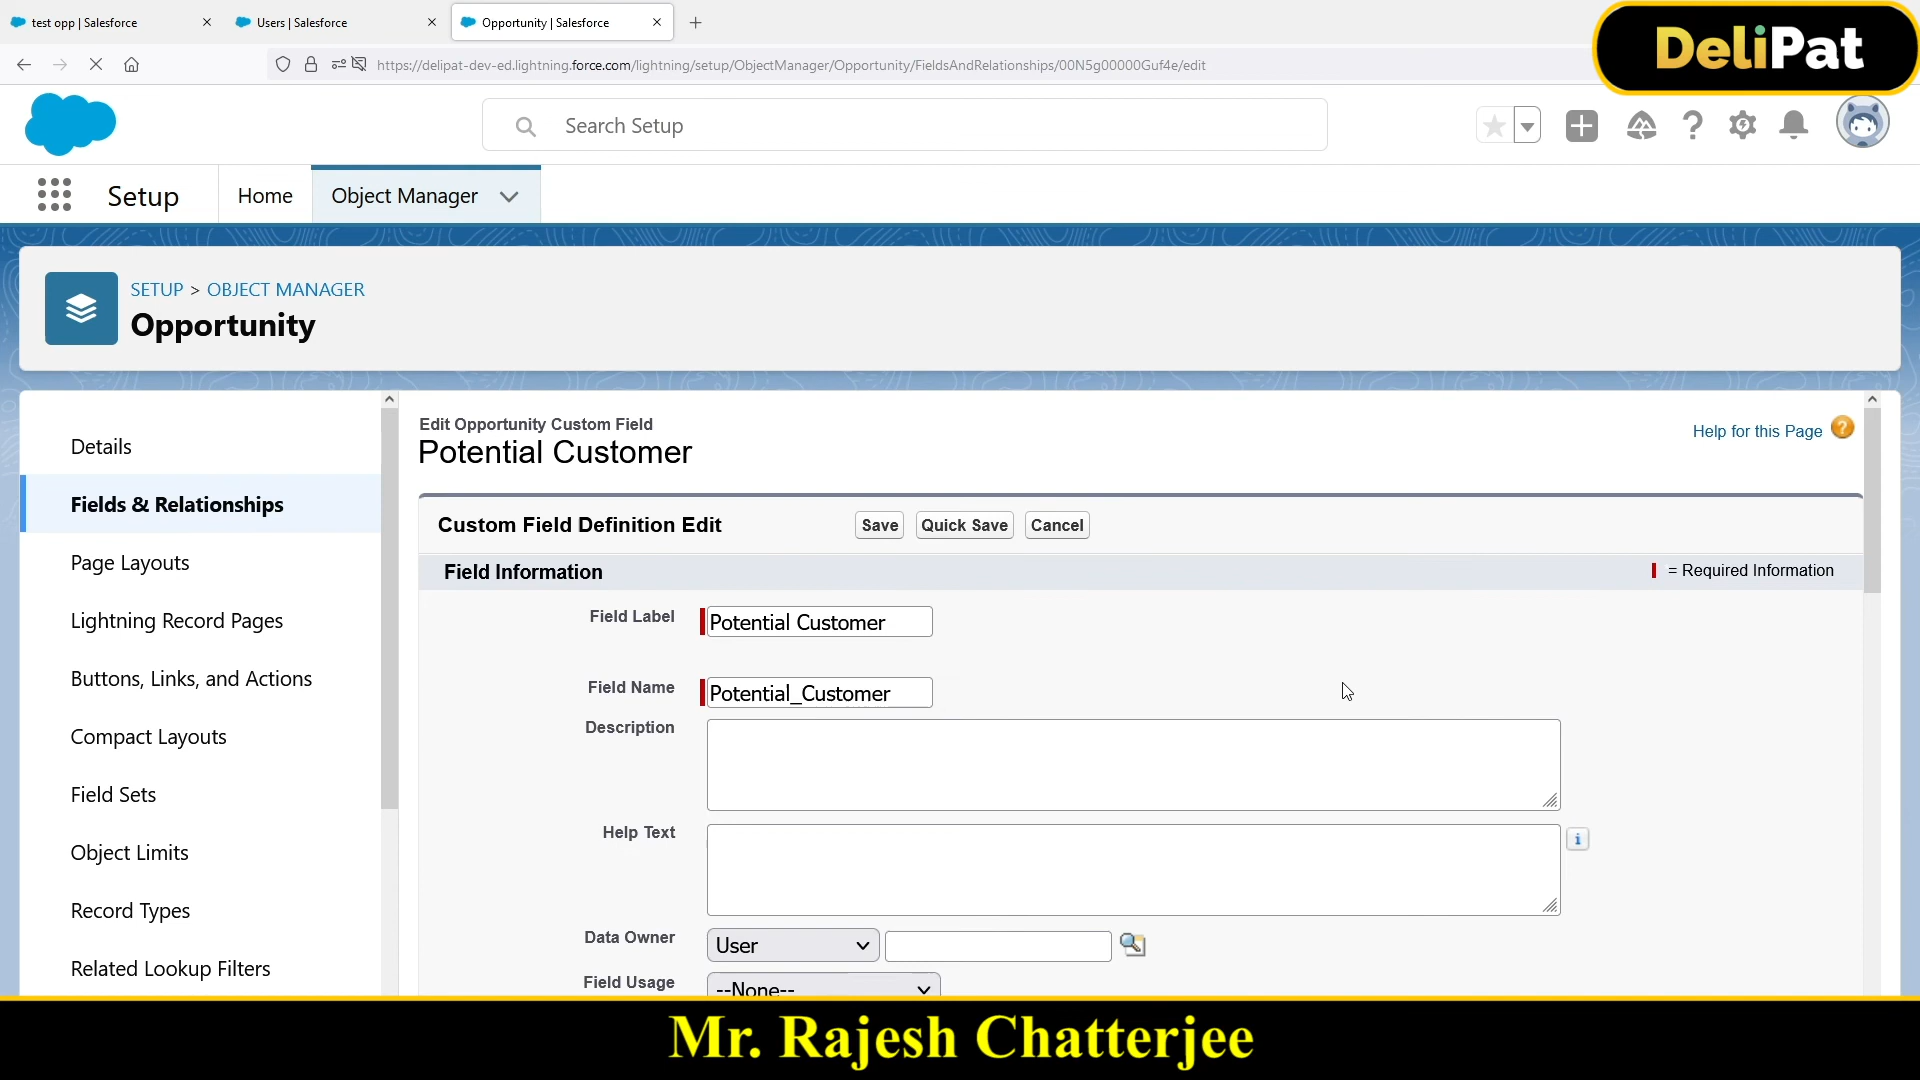 test opp | Salesforce
Users | Salesforce
Opportunity | Salesforce
https://delipat-dev-ed.lightning.force.com/lightning/setup/ObjectManager/Opportunity/FieldsAndRelationships/00N5g00000Guf4e/edit
DeliPat
Search Setup
Setup
Home
Object Manager
SETUP > OBJECT MANAGER
Opportunity
Details
Fields & Relationships
Page Layouts
Lightning Record Pages
Buttons, Links, and Actions
Compact Layouts
Field Sets
Object Limits
Record Types
Related Lookup Filters
Edit Opportunity Custom Field
Potential Customer
Help for this Page
Custom Field Definition Edit
Save
Quick Save
Cancel
Field Information
= Required Information
Field Label
Potential Customer
Field Name
Potential_Customer
Description
Help Text
Data Owner
User
Field Usage
--None--
Mr. Rajesh Chatterjee